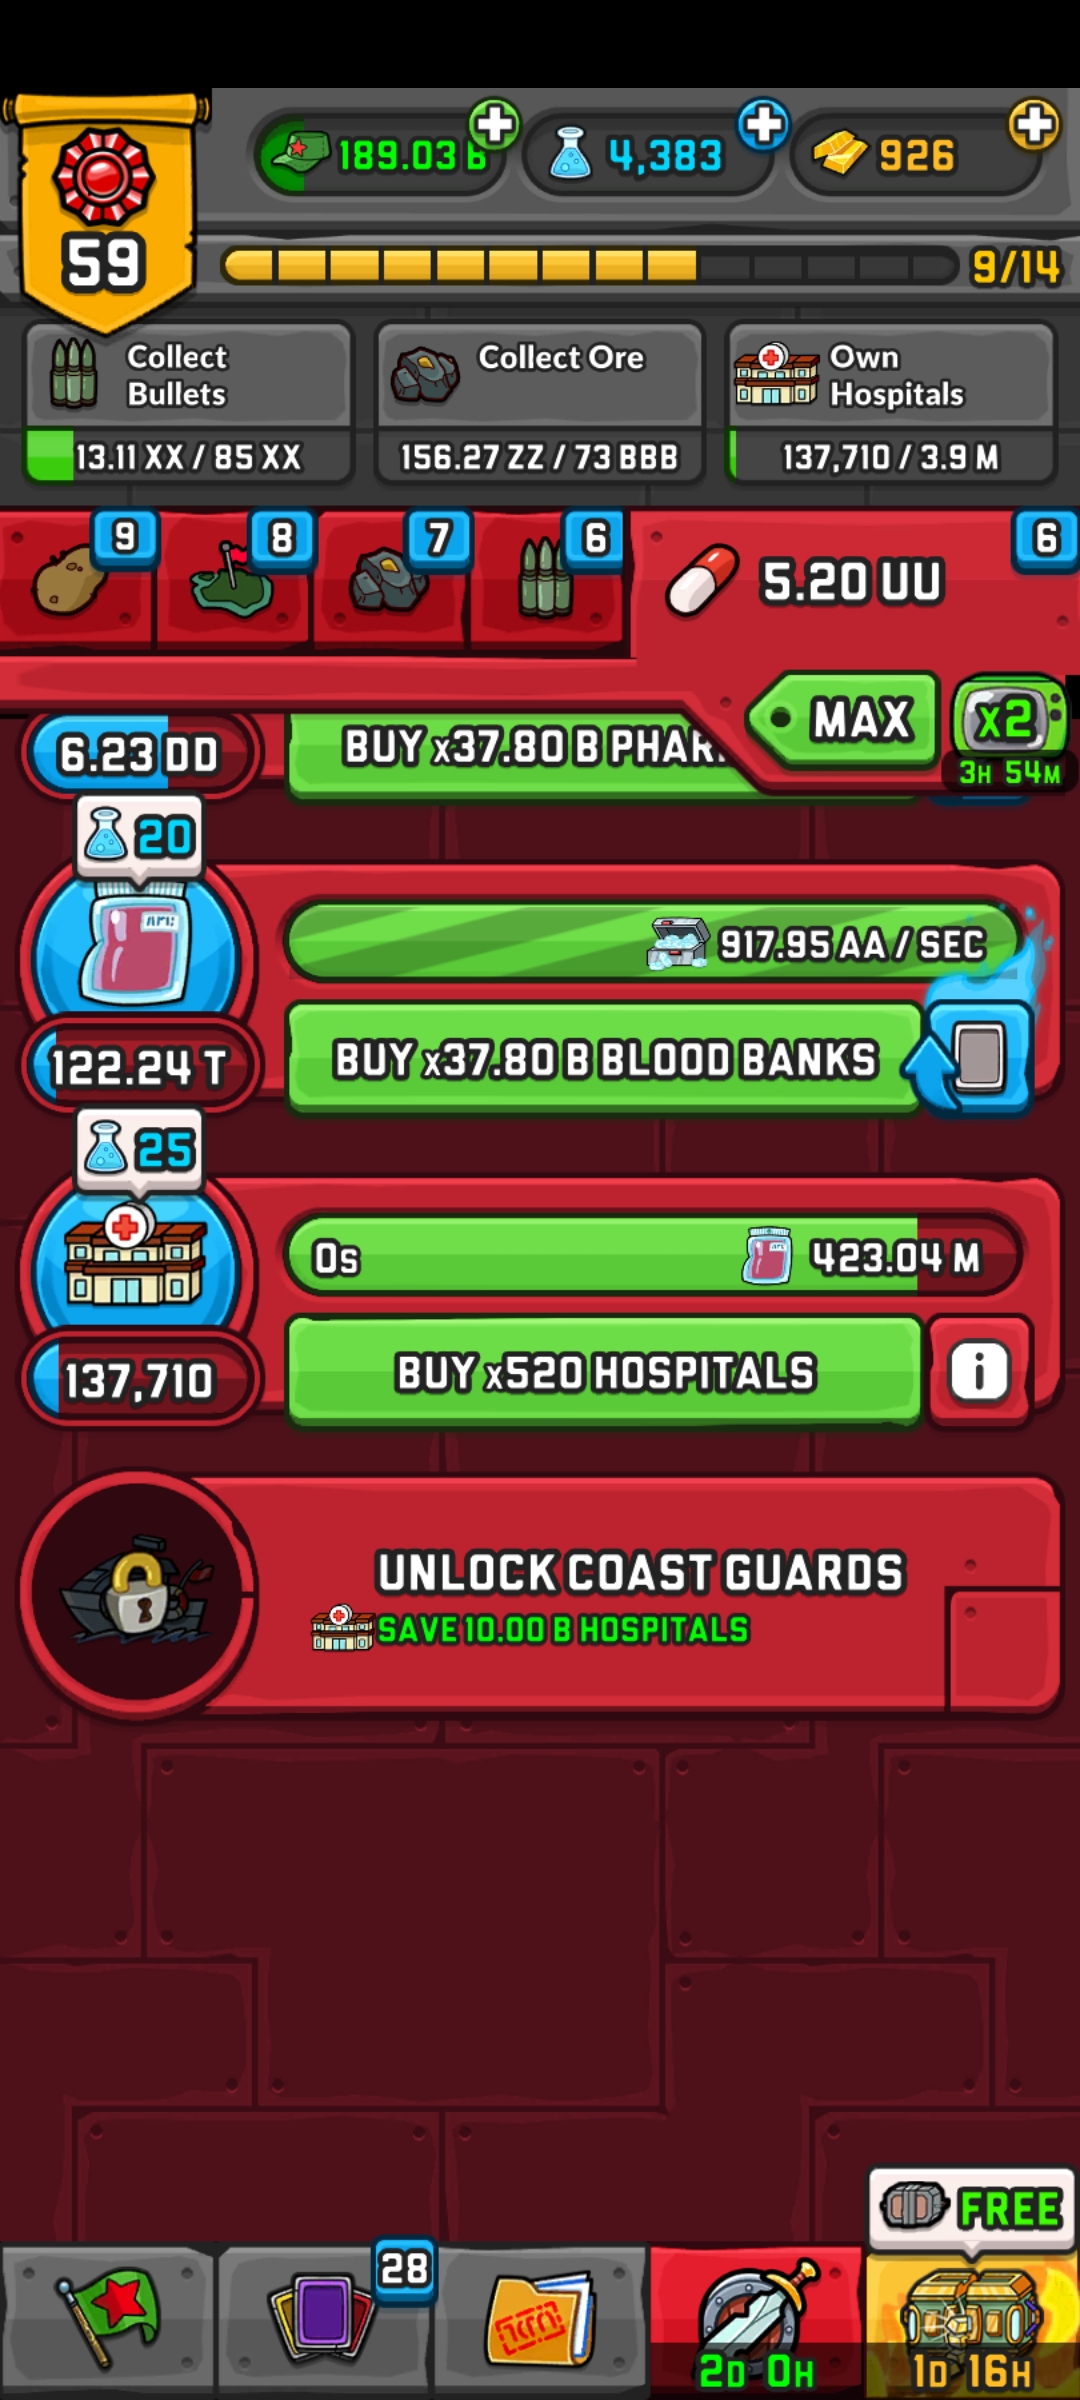 189.03 B
4,383
926
59
9/14
Collect
Bullets
Collect Ore
Own
Hospitals
13.11 XX / 85 XX
156.27 ZZ / 73 BBB
137,710 / 3.9 M
9
8
7
6
5.20 UU
6
MAX
x2
3H 54M
6.23 DD
BUY x37.80 B PHAR
20
917.95 AA / SEC
122.24 T
BUY x37.80 B BLOOD BANKS
25
0s
423.04 M
137,710
BUY x520 HOSPITALS
i
UNLOCK COAST GUARDS
SAVE 10.00 B HOSPITALS
FREE
28
2D 0H
1D 16H